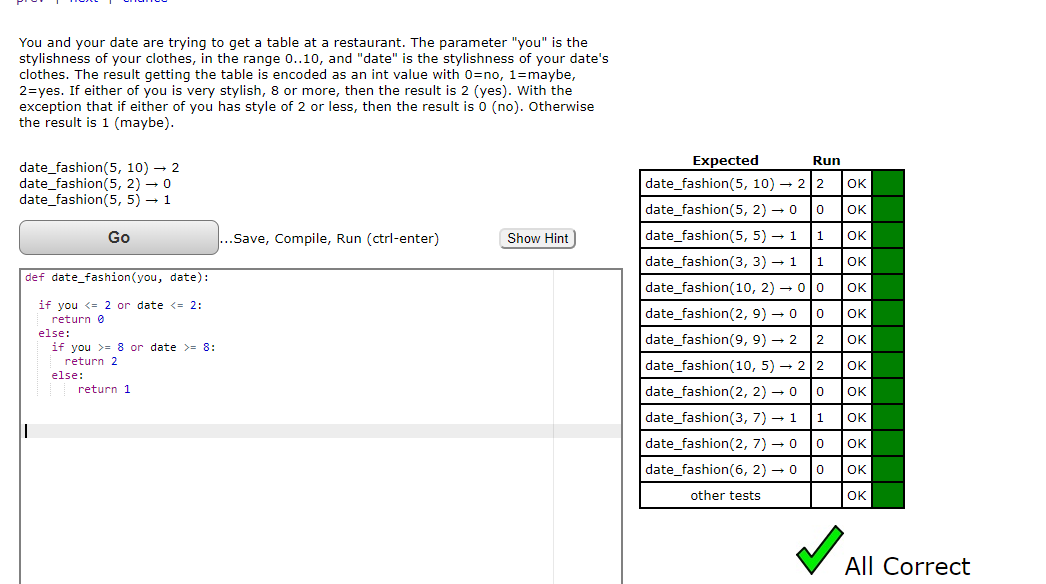 prev | next | chance
You and your date are trying to get a table at a restaurant. The parameter "you" is the
stylishness of your clothes, in the range 0..10, and "date" is the stylishness of your date's
clothes. The result getting the table is encoded as an int value with 0=no, 1=maybe,
2=yes. If either of you is very stylish, 8 or more, then the result is 2 (yes). With the
exception that if either of you has style of 2 or less, then the result is 0 (no). Otherwise
the result is 1 (maybe).
date_fashion(5, 10) → 2
date_fashion(5, 2) → 0
date_fashion(5, 5) → 1
Go
...Save, Compile, Run (ctrl-enter)
Show Hint
def date_fashion(you, date):
if you <= 2 or date <= 2:
return 0
else:
if you >= 8 or date >= 8:
return 2
else:
return 1
Expected Run
date_fashion(5, 10) → 2 2 OK
date_fashion(5, 2) → 0 0 OK
date_fashion(5, 5) → 1 1 OK
date_fashion(3, 3) → 1 1 OK
date_fashion(10, 2) → 0 0 OK
date_fashion(2, 9) → 0 0 OK
date_fashion(9, 9) → 2 2 OK
date_fashion(10, 5) → 2 2 OK
date_fashion(2, 2) → 0 0 OK
date_fashion(3, 7) → 1 1 OK
date_fashion(2, 7) → 0 0 OK
date_fashion(6, 2) → 0 0 OK
other tests OK
All Correct